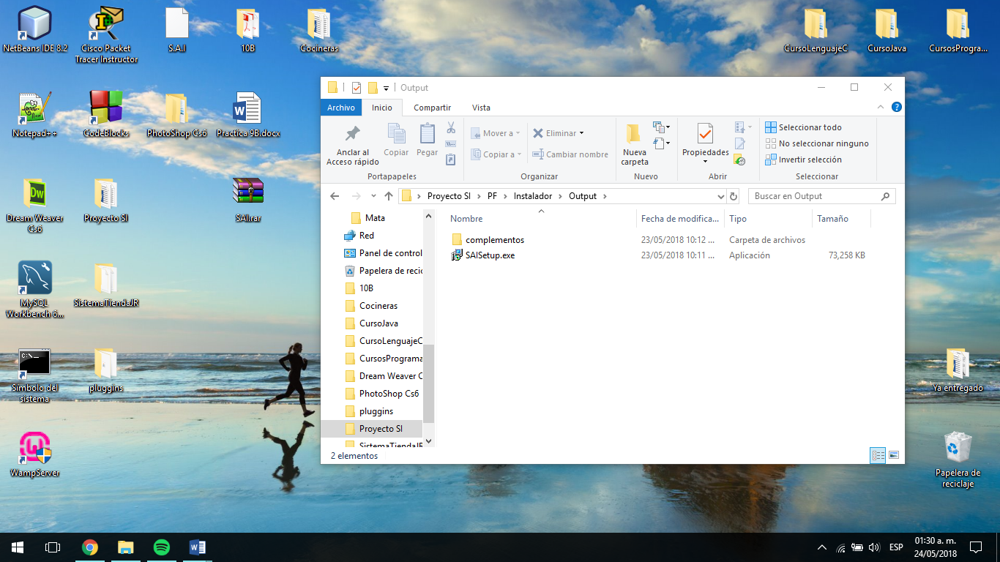 NetBeans IDE 8.2
Cisco Packet
Tracer Instructor
S.A.I
10B
Cocineras
CursoLenguajeC
CursoJava
CursosProgra...
Notepad++
CodeBlocks
PhotoShop Cs6
Practica 9B.docx
Dream Weaver
Cs6
Proyecto SI
SAI.rar
MySQL
Workbench 6...
SistemaTiendaJR
Símbolo del
sistema
pluggins
WampServer
Ya entregado
Papelera de
reciclaje
Output
Archivo
Inicio
Compartir
Vista
Anclar al
Acceso rápido
Copiar
Pegar
Portapapeles
Mover a
Copiar a
Eliminar
Cambiar nombre
Organizar
Nueva
carpeta
Nuevo
Propiedades
Abrir
Seleccionar todo
No seleccionar ninguno
Invertir selección
Seleccionar
Proyecto SI > PF > Instalador > Output >
Buscar en Output
Mata
Red
Panel de control
Papelera de reci
10B
Cocineras
CursoJava
CursoLenguajeC
CursosPrograma
Dream Weaver C
PhotoShop Cs6
pluggins
Proyecto SI
SistemaTiendaJR
Nombre Fecha de modifica... Tipo Tamaño
complementos 23/05/2018 10:12 ... Carpeta de archivos
SAISetup.exe 23/05/2018 10:11 ... Aplicación 73,258 KB
2 elementos
ESP
01:30 a. m.
24/05/2018